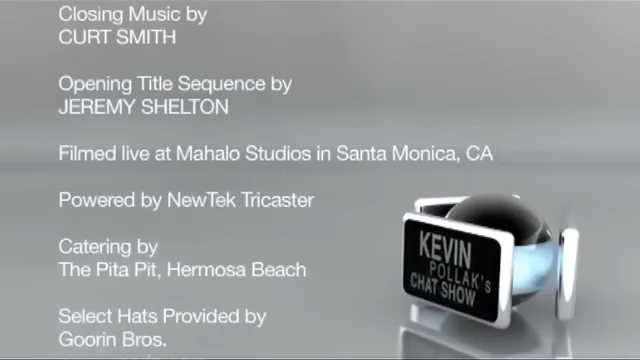 Closing Music by
CURT SMITH
Opening Title Sequence by
JEREMY SHELTON
Filmed live at Mahalo Studios in Santa Monica, CA
Powered by NewTek Tricaster
Catering by
The Pita Pit, Hermosa Beach
Select Hats Provided by
Goorin Bros.
KEVIN
POLLAK's
CHAT SHOW